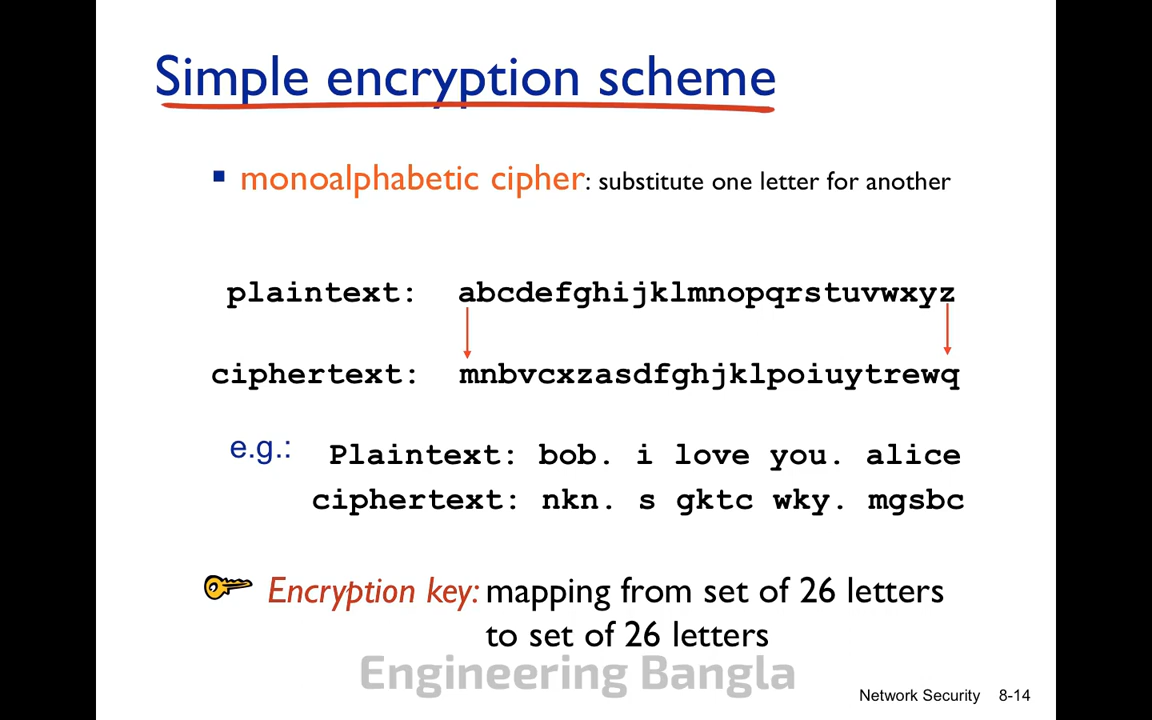 Simple encryption scheme
▪ monoalphabetic cipher: substitute one letter for another
plaintext: abcdefghijklmnopqrstuvwxyz
ciphertext: mnbvcxzasdfghjklpoiuytrewq
e.g.: Plaintext: bob. i love you. alice
ciphertext: nkn. s gktc wky. mgsbc
Encryption key: mapping from set of 26 letters
to set of 26 letters
Engineering Bangla
Network Security 8-14